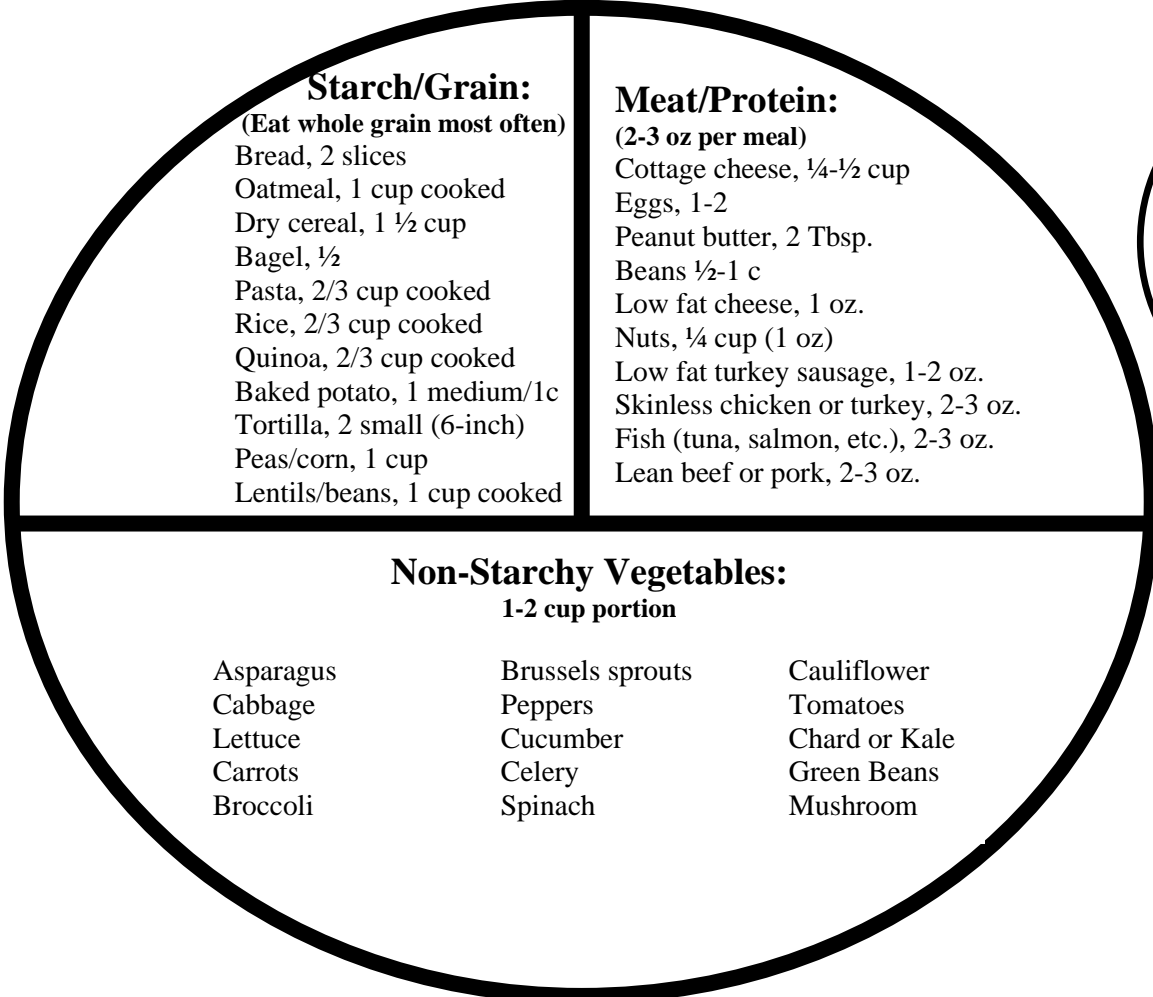 Starch/Grain:
(Eat whole grain most often)
Bread, 2 slices
Oatmeal, 1 cup cooked
Dry cereal, 1 ½ cup
Bagel, ½
Pasta, 2/3 cup cooked
Rice, 2/3 cup cooked
Quinoa, 2/3 cup cooked
Baked potato, 1 medium/1c
Tortilla, 2 small (6-inch)
Peas/corn, 1 cup
Lentils/beans, 1 cup cooked
Meat/Protein:
(2-3 oz per meal)
Cottage cheese, ¼-½ cup
Eggs, 1-2
Peanut butter, 2 Tbsp.
Beans ½-1 c
Low fat cheese, 1 oz.
Nuts, ¼ cup (1 oz)
Low fat turkey sausage, 1-2 oz.
Skinless chicken or turkey, 2-3 oz.
Fish (tuna, salmon, etc.), 2-3 oz.
Lean beef or pork, 2-3 oz.
Non-Starchy Vegetables:
1-2 cup portion
Asparagus
Cabbage
Lettuce
Carrots
Broccoli
Brussels sprouts
Peppers
Cucumber
Celery
Spinach
Cauliflower
Tomatoes
Chard or Kale
Green Beans
Mushroom